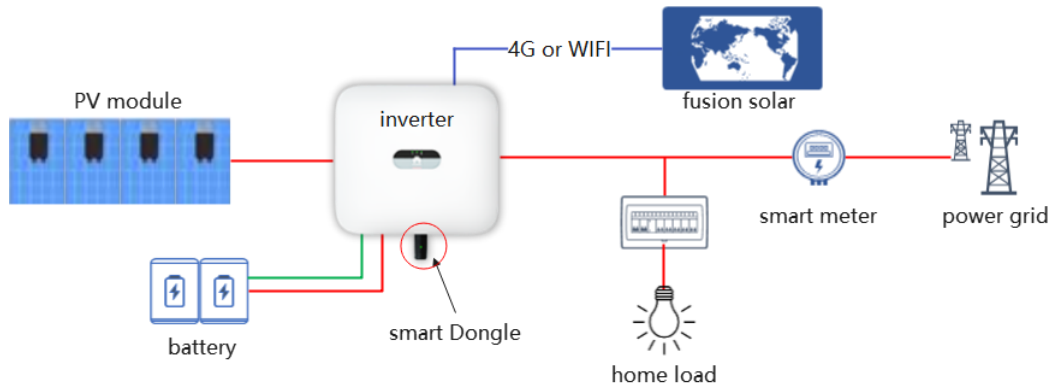 4G or WIFI
PV module
fusion solar
inverter
smart meter
power grid
smart Dongle
battery
home load